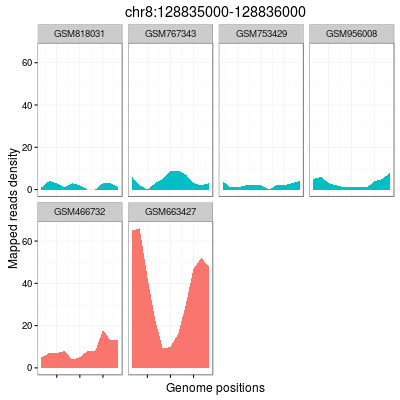 chr8:128835000-128836000
GSM818031 GSM767343 GSM753429 GSM956008
60
40
20
0
Mapped reads density
GSM466732 GSM663427
60
40
20
0
Genome positions